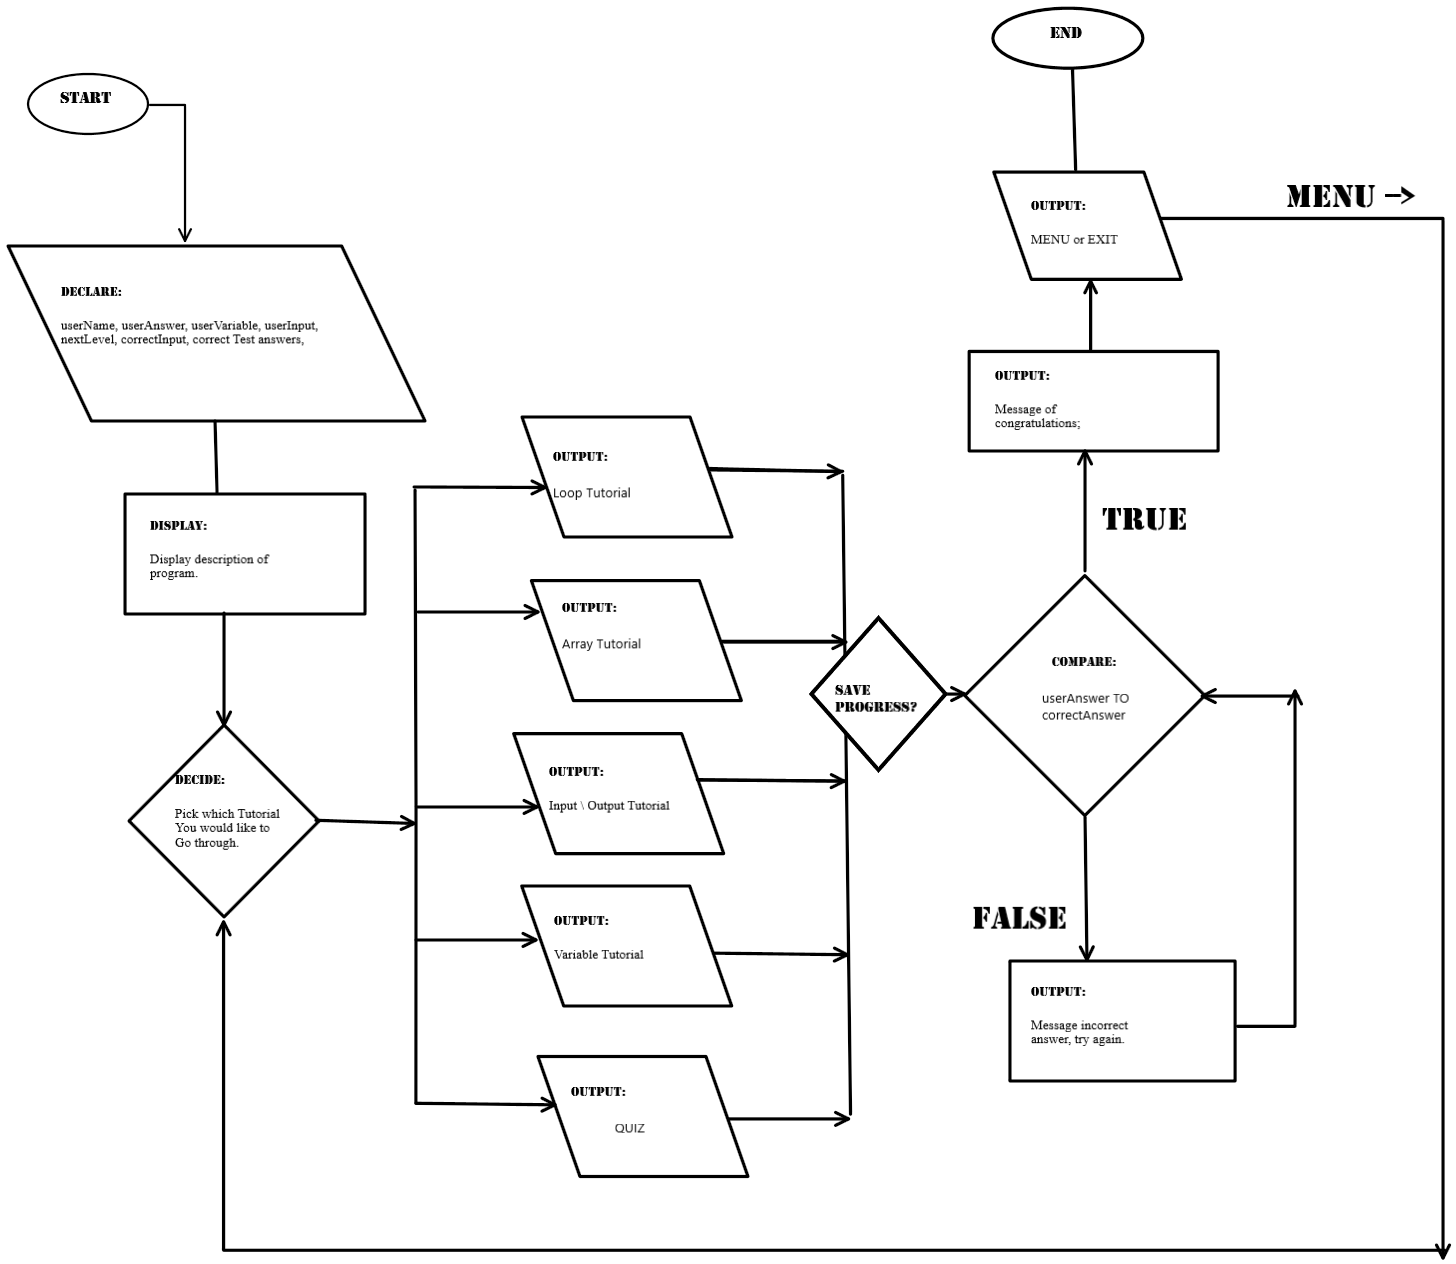 START
DECLARE:
userName, userAnswer, userVariable, userInput,
nextLevel, correctInput, correct Test answers,
DISPLAY:
Display description of
program.
DECIDE:
Pick which Tutorial
You would like to
Go through.
OUTPUT:
Loop Tutorial
OUTPUT:
Array Tutorial
OUTPUT:
Input \ Output Tutorial
OUTPUT:
Variable Tutorial
OUTPUT:
QUIZ
SAVE
PROGRESS?
COMPARE:
userAnswer TO
correctAnswer
FALSE
OUTPUT:
Message incorrect
answer, try again.
TRUE
OUTPUT:
Message of
congratulations;
OUTPUT:
MENU or EXIT
MENU →
END